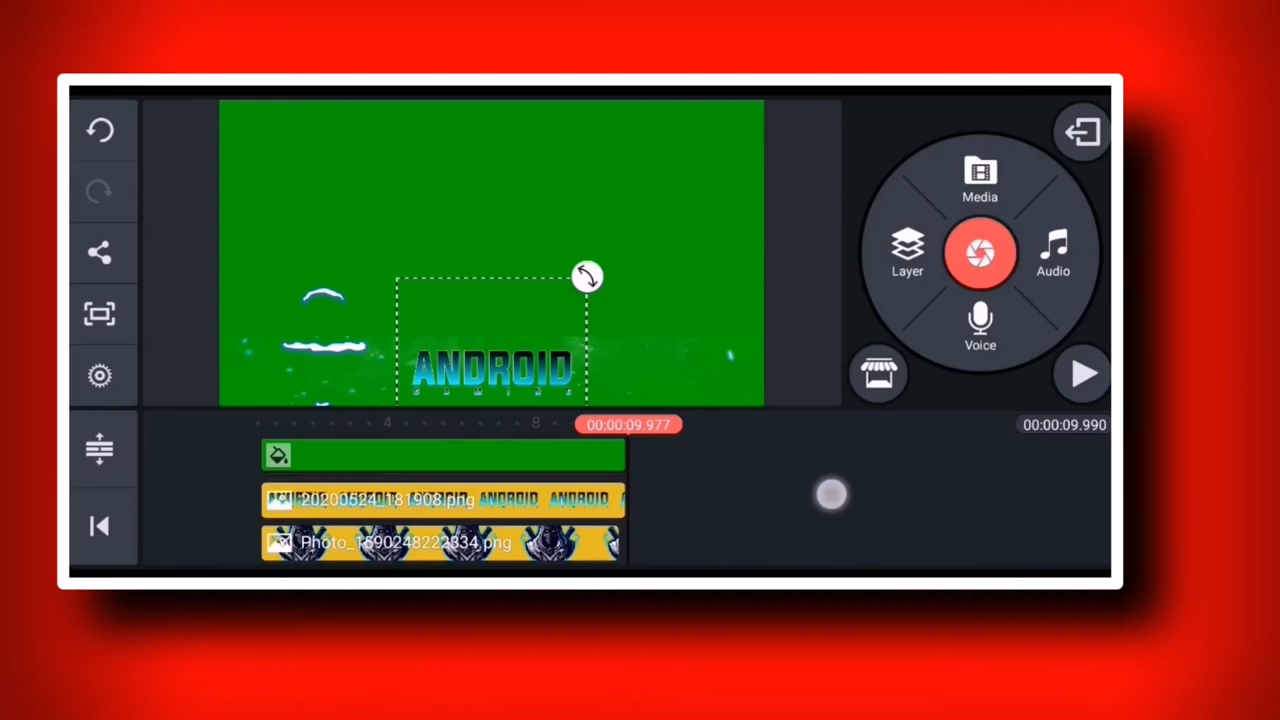 Media
Layer
Audio
Voice
ANDROID
4
8
00:00:09.977
00:00:09.990
20200524_181908.png
ANDROID
ANDROID
Photo_1590248222334.png